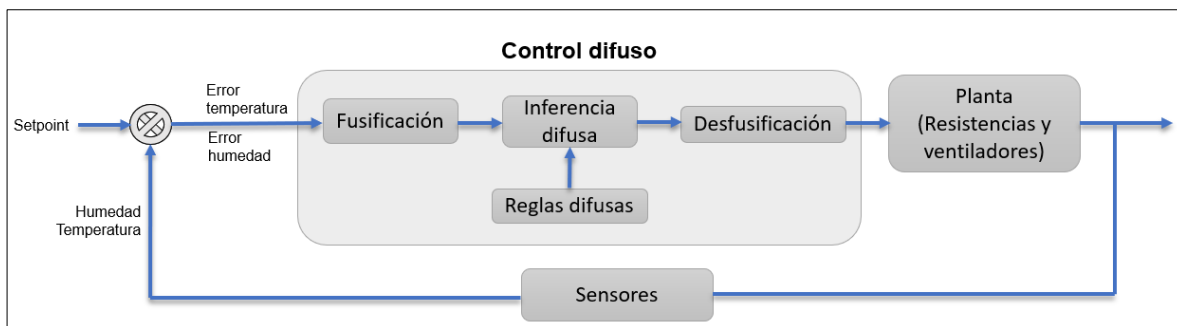 Control difuso
Setpoint
Error
temperatura
Error
humedad
Fusificación
Inferencia
difusa
Desfusificación
Planta
(Resistencias y
ventiladores)
Reglas difusas
Humedad
Temperatura
Sensores